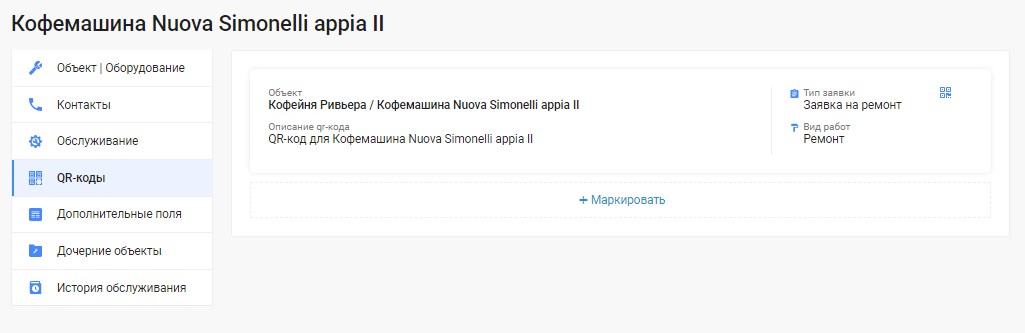 Кофемашина Nuova Simonelli appia II
Объект | Оборудование
Контакты
Обслуживание
QR-коды
Дополнительные поля
Дочерние объекты
История обслуживания
Объект
Кофейня Ривьера / Кофемашина Nuova Simonelli appia II
Описание qr-кода
QR-код для Кофемашина Nuova Simonelli appia II
Тип заявки
Заявка на ремонт
Вид работ
Ремонт
+ Маркировать